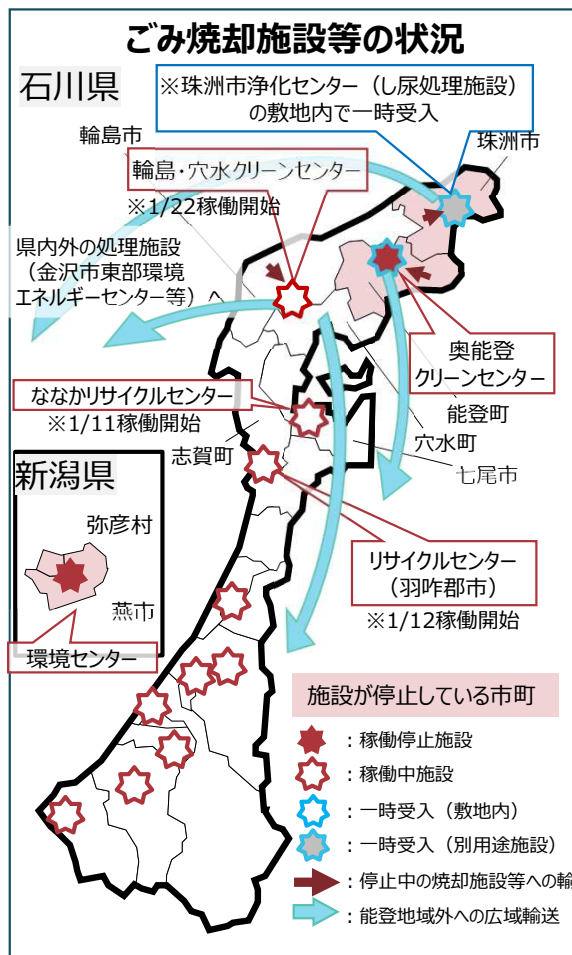 ごみ焼却施設等の状況
石川県
※珠洲市浄化センター（し尿処理施設）
の敷地内で一時受入
輪島市
珠洲市
輪島・穴水クリーンセンター
※1/22稼働開始
県内外の処理施設
（金沢市東部環境
エネルギーセンター等）へ
奥能登
クリーンセンター
ななかリサイクルセンター
※1/11稼働開始
能登町
穴水町
志賀町
七尾市
新潟県
弥彦村
燕市
環境センター
リサイクルセンター
（羽咋郡市）
※1/12稼働開始
施設が停止している市町
：稼働停止施設
：稼働中施設
：一時受入（敷地内）
：一時受入（別用途施設）
：停止中の焼却施設等への輸
：能登地域外への広域輸送